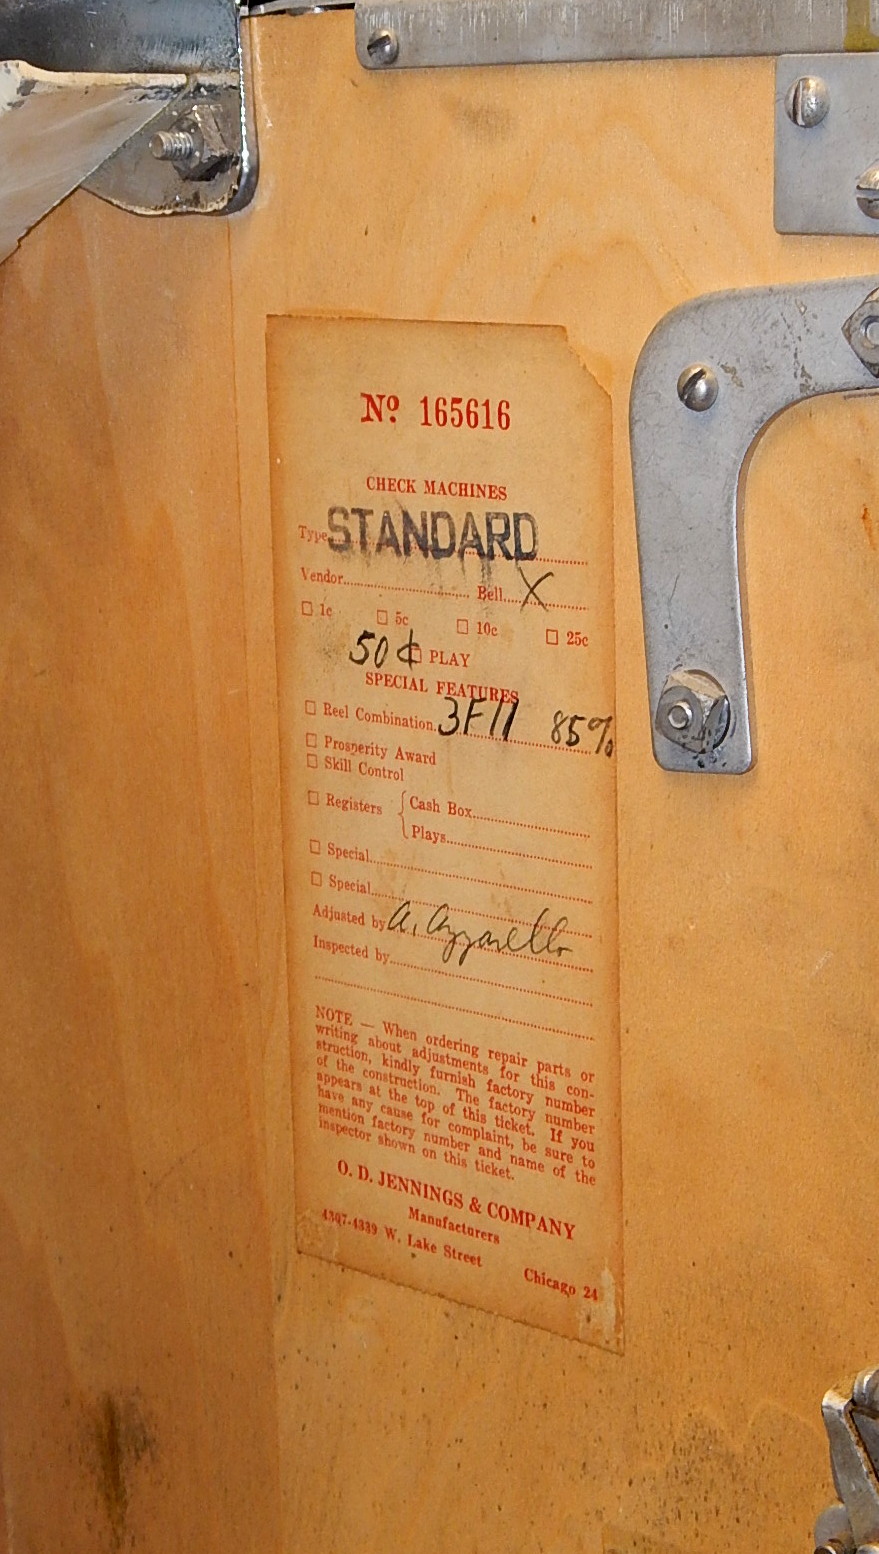 No 165616
CHECK MACHINES
Type STANDARD
Vendor Bell X
☐ 1c ☐ 5c ☐ 10c ☐ 25c
50 ¢ ☐ PLAY
SPECIAL FEATURES
☐ Reel Combination 3F11 85%
☐ Prosperity Award
☐ Skill Control
☐ Registers { Cash Box
Plays
☐ Special
☐ Special
Adjusted by A. Azzarello
Inspected by
NOTE — When ordering repair parts or
writing about adjustments for this con-
struction, kindly furnish factory number
of the construction. The factory number
appears at the top of this ticket. If you
have any cause for complaint, be sure to
mention factory number and name of the
inspector shown on this ticket.
O. D. JENNINGS & COMPANY
Manufacturers
4307-4339 W. Lake Street Chicago 24